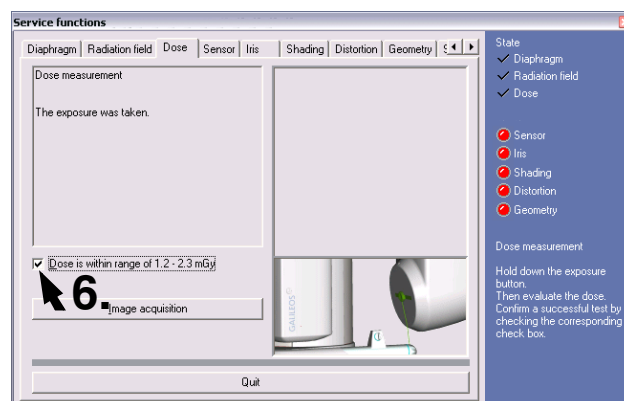 Service functions
Diaphragm Radiation field Dose Sensor Iris Shading Distortion Geometry
Dose measurement
The exposure was taken.
Dose is within range of 1.2 - 2.3 mGy
6.
Image acquisition
GALILEOS
Quit
State
Diaphragm
Radiation field
Dose
Sensor
Iris
Shading
Distortion
Geometry
Dose measurement
Hold down the exposure
button.
Then evaluate the dose.
Confirm a successful test by
checking the corresponding
check box.